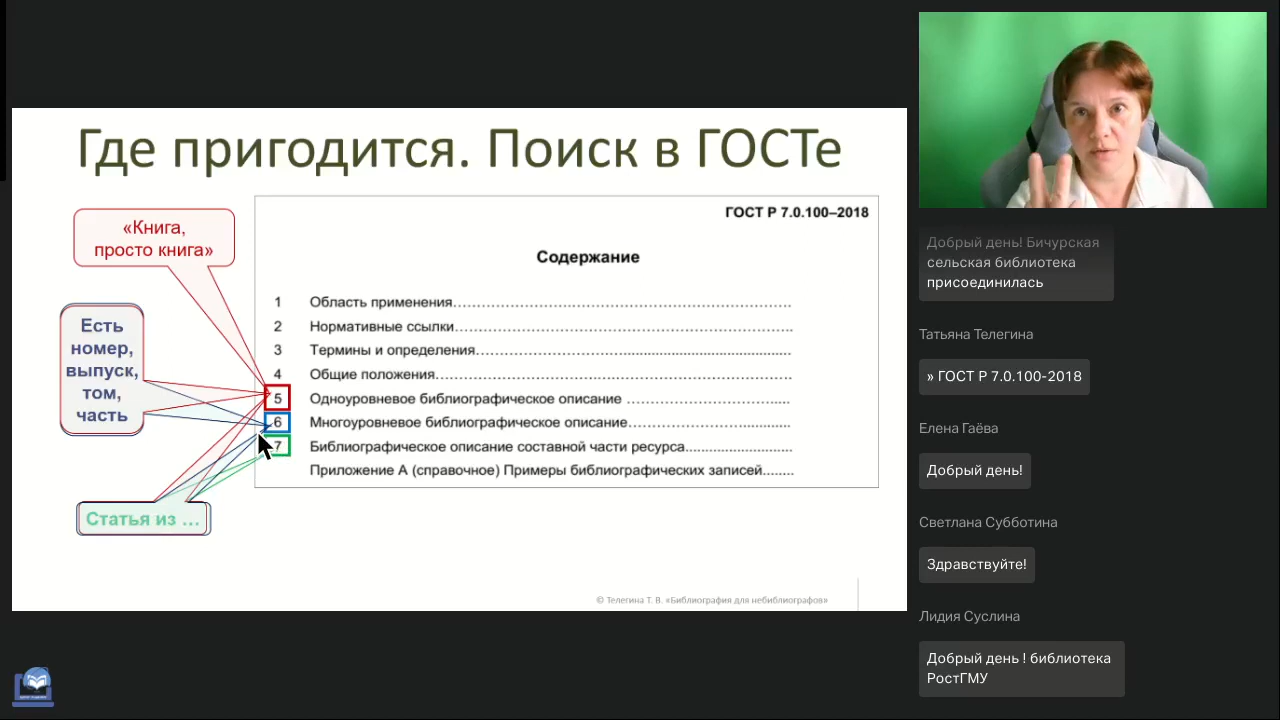 Где пригодится. Поиск в ГОСТе
«Книга,
просто книга»
Есть
номер,
выпуск,
том,
часть
Статья из ...
ГОСТ Р 7.0.100–2018
Содержание
1 Область применения
2 Нормативные ссылки
3 Термины и определения
4 Общие положения
5 Одноуровневое библиографическое описание
6 Многоуровневое библиографическое описание
7 Библиографическое описание составной части ресурса
Приложение А (справочное) Примеры библиографических записей
© Телегина Т. В. «Библиография для небиблиографов»
Добрый день! Бичурская
сельская библиотека
присоединилась
Татьяна Телегина
» ГОСТ Р 7.0.100-2018
Елена Гаёва
Добрый день!
Светлана Субботина
Здравствуйте!
Лидия Суслина
Добрый день ! библиотека
РостГМУ